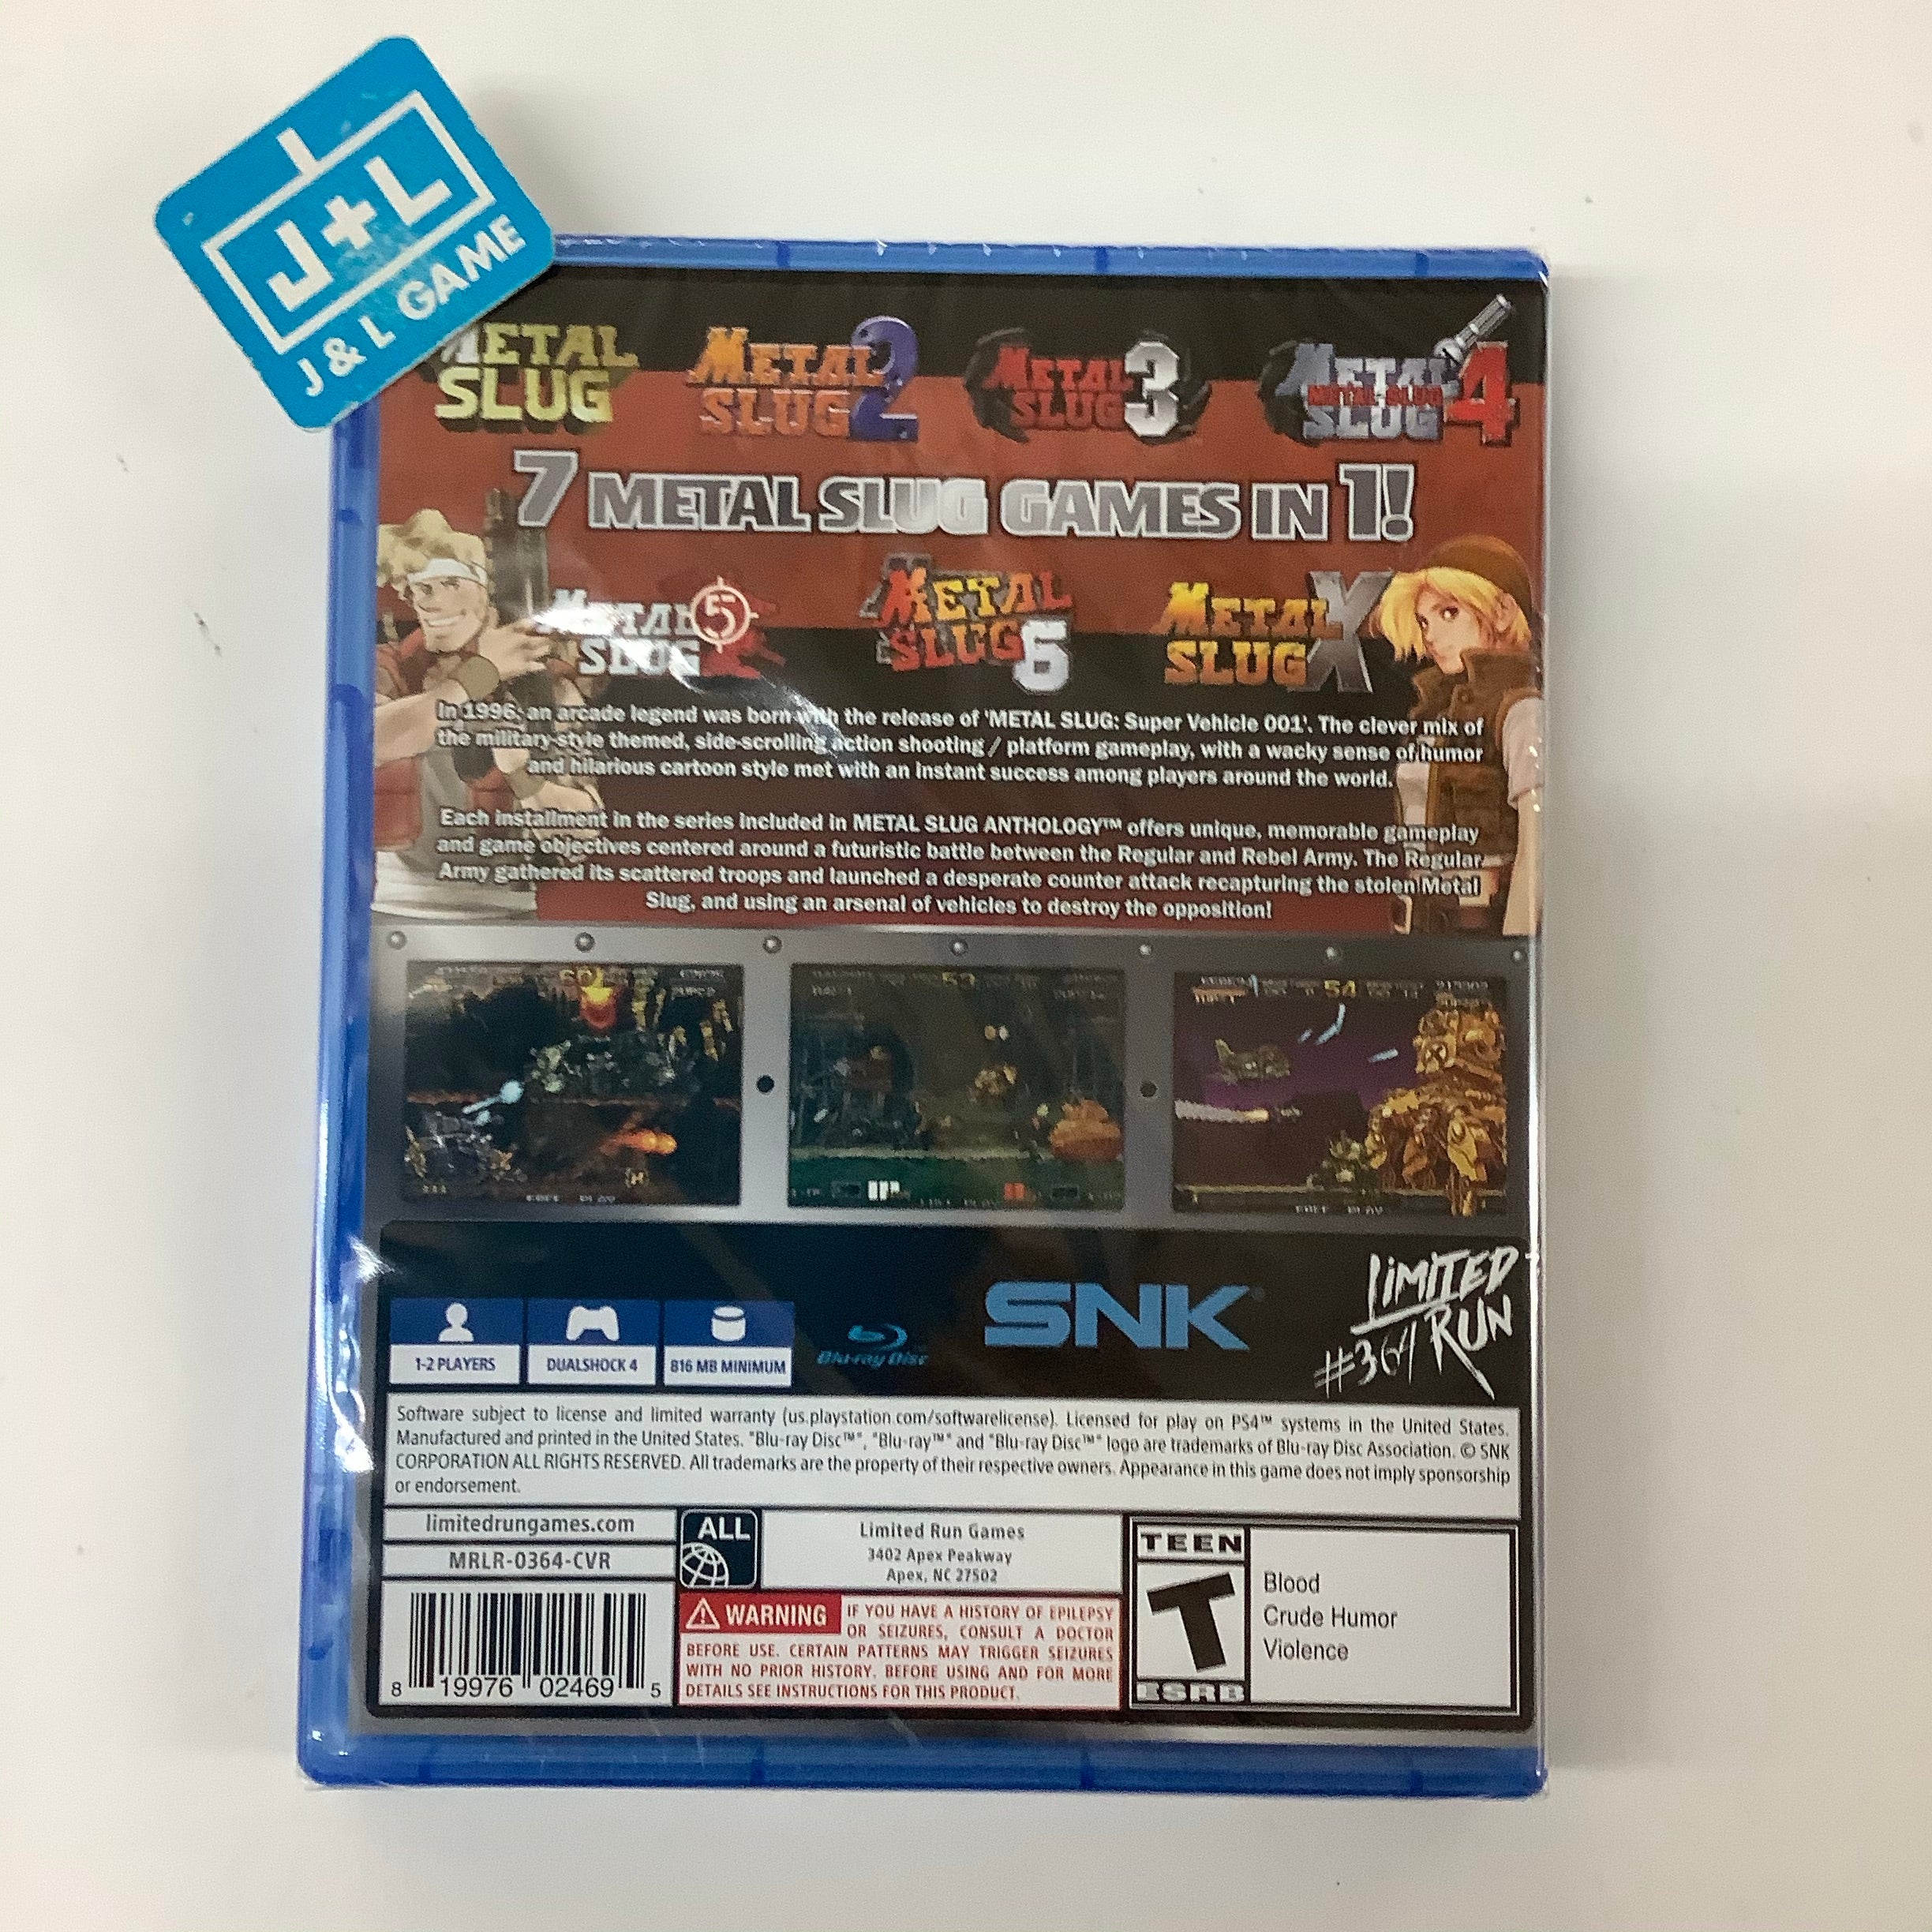 J+L
J & L GAME
METAL SLUG
METAL SLUG 2
METAL SLUG 3
METAL SLUG 4
7 METAL SLUG GAMES IN 1!
METAL SLUG 5
METAL SLUG 6
METAL SLUG X
In 1996, an arcade legend was born with the release of 'METAL SLUG: Super Vehicle 001'. The clever mix of
the military-style themed, side-scrolling action shooting / platform gameplay, with a wacky sense of humor
and hilarious cartoon style met with an instant success among players around the world.
Each installment in the series included in METAL SLUG ANTHOLOGY™ offers unique, memorable gameplay
and game objectives centered around a futuristic battle between the Regular and Rebel Army. The Regular
Army gathered its scattered troops and launched a desperate counter attack recapturing the stolen Metal
Slug, and using an arsenal of vehicles to destroy the opposition!
60
53
54
FREE PLAY
1-2 PLAYERS
DUALSHOCK 4
816 MB MINIMUM
Blu-ray Disc
SNK
LIMITED
RUN
#364
Software subject to license and limited warranty (us.playstation.com/softwarelicense). Licensed for play on PS4™ systems in the United States.
Manufactured and printed in the United States. "Blu-ray Disc™", "Blu-ray™" and "Blu-ray Disc™" logo are trademarks of Blu-ray Disc Association. © SNK
CORPORATION ALL RIGHTS RESERVED. All trademarks are the property of their respective owners. Appearance in this game does not imply sponsorship
or endorsement.
limitedrungames.com
MRLR-0364-CVR
8 19976 02469 5
ALL
Limited Run Games
3402 Apex Peakway
Apex, NC 27502
WARNING IF YOU HAVE A HISTORY OF EPILEPSY
OR SEIZURES, CONSULT A DOCTOR
BEFORE USE. CERTAIN PATTERNS MAY TRIGGER SEIZURES
WITH NO PRIOR HISTORY. BEFORE USING AND FOR MORE
DETAILS SEE INSTRUCTIONS FOR THIS PRODUCT.
TEEN
T
ESRB
Blood
Crude Humor
Violence